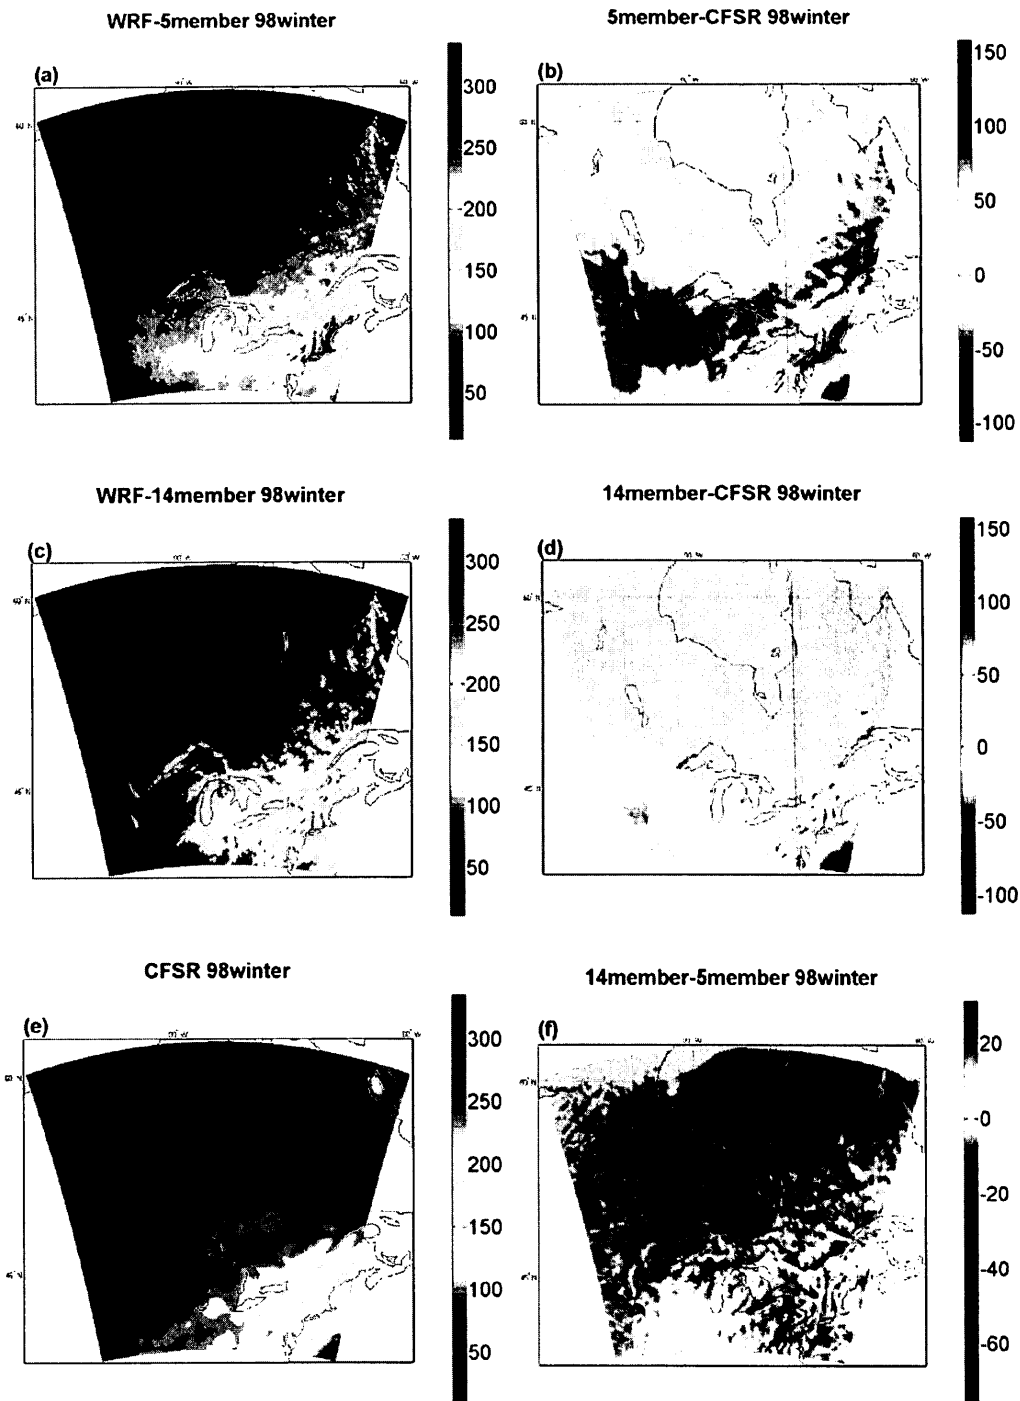 WRF-5member 98winter
5member-CFSR 98winter
(a)
(b)
300
250
-200
150
100
50
150
100
50
0
-50
-100
WRF-14member 98winter
14member-CFSR 98winter
(c)
(d)
300
250
-200
150
100
50
150
100
-50
0
-50
-100
CFSR 98winter
14member-5member 98winter
(e)
(f)
300
250
200
-150
100
50
20
-0
-20
-40
-60